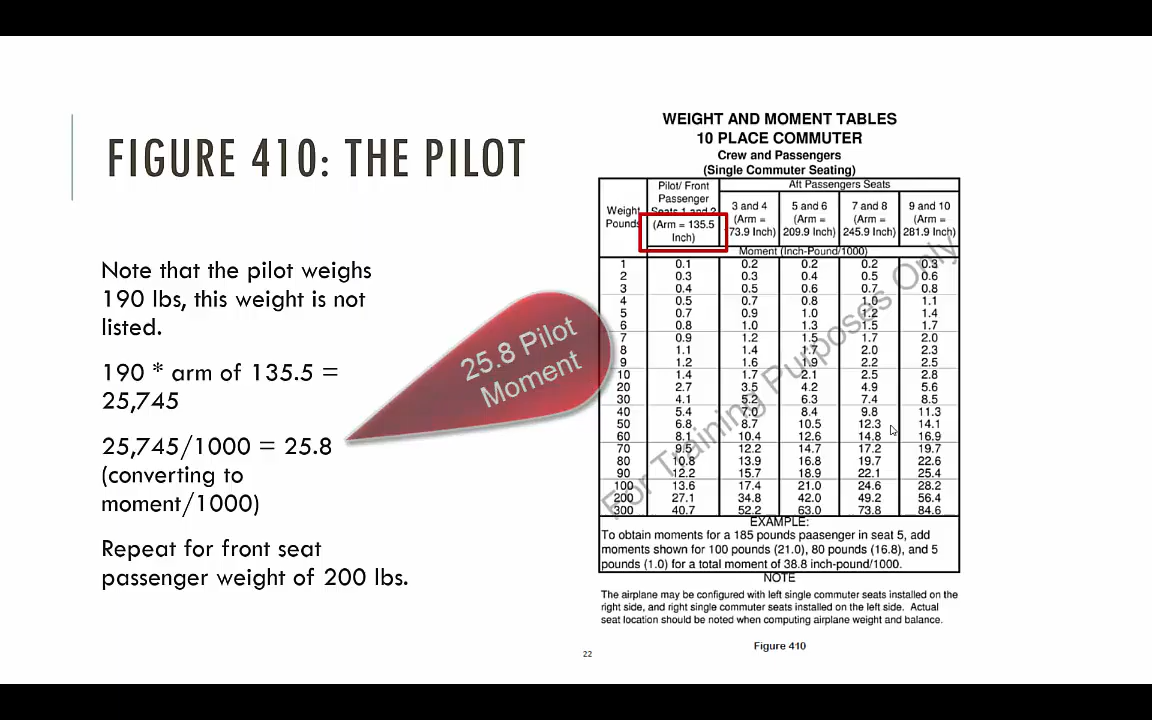 FIGURE 410: THE PILOT
Note that the pilot weighs
190 lbs, this weight is not
listed.
190 * arm of 135.5 =
25,745
25,745/1000 = 25.8
(converting to
moment/1000)
Repeat for front seat
passenger weight of 200 lbs.
25.8 Pilot
Moment
WEIGHT AND MOMENT TABLES
10 PLACE COMMUTER
Crew and Passengers
(Single Commuter Seating)
Weight
Pounds
Pilot/ Front
Passenger
Seats 1 and 2
(Arm = 135.5
Inch)
Aft Passengers Seats
3 and 4
(Arm =
73.9 Inch)
5 and 6
(Arm =
209.9 Inch)
7 and 8
(Arm =
245.9 Inch)
9 and 10
(Arm =
281.9 Inch)
Moment (Inch-Pound/1000)
1 0.1 0.2 0.2 0.2 0.3
2 0.3 0.3 0.4 0.5 0.6
3 0.4 0.5 0.6 0.7 0.8
4 0.5 0.7 0.8 1.0 1.1
5 0.7 0.9 1.0 1.2 1.4
6 0.8 1.0 1.3 1.5 1.7
7 0.9 1.2 1.5 1.7 2.0
8 1.1 1.4 1.7 2.0 2.3
9 1.2 1.6 1.9 2.2 2.5
10 1.4 1.7 2.1 2.5 2.8
20 2.7 3.5 4.2 4.9 5.6
30 4.1 5.2 6.3 7.4 8.5
40 5.4 7.0 8.4 9.8 11.3
50 6.8 8.7 10.5 12.3 14.1
60 8.1 10.4 12.6 14.8 16.9
70 9.5 12.2 14.7 17.2 19.7
80 10.8 13.9 16.8 19.7 22.6
90 12.2 15.7 18.9 22.1 25.4
100 13.6 17.4 21.0 24.6 28.2
200 27.1 34.8 42.0 49.2 56.4
300 40.7 52.2 63.0 73.8 84.6
For Training Purposes Only
EXAMPLE:
To obtain moments for a 185 pounds paasenger in seat 5, add
moments shown for 100 pounds (21.0), 80 pounds (16.8), and 5
pounds (1.0) for a total moment of 38.8 inch-pound/1000.
NOTE
The airplane may be configured with left single commuter seats installed on the
right side, and right single commuter seats installed on the left side. Actual
seat location should be noted when computing airplane weight and balance.
Figure 410
22